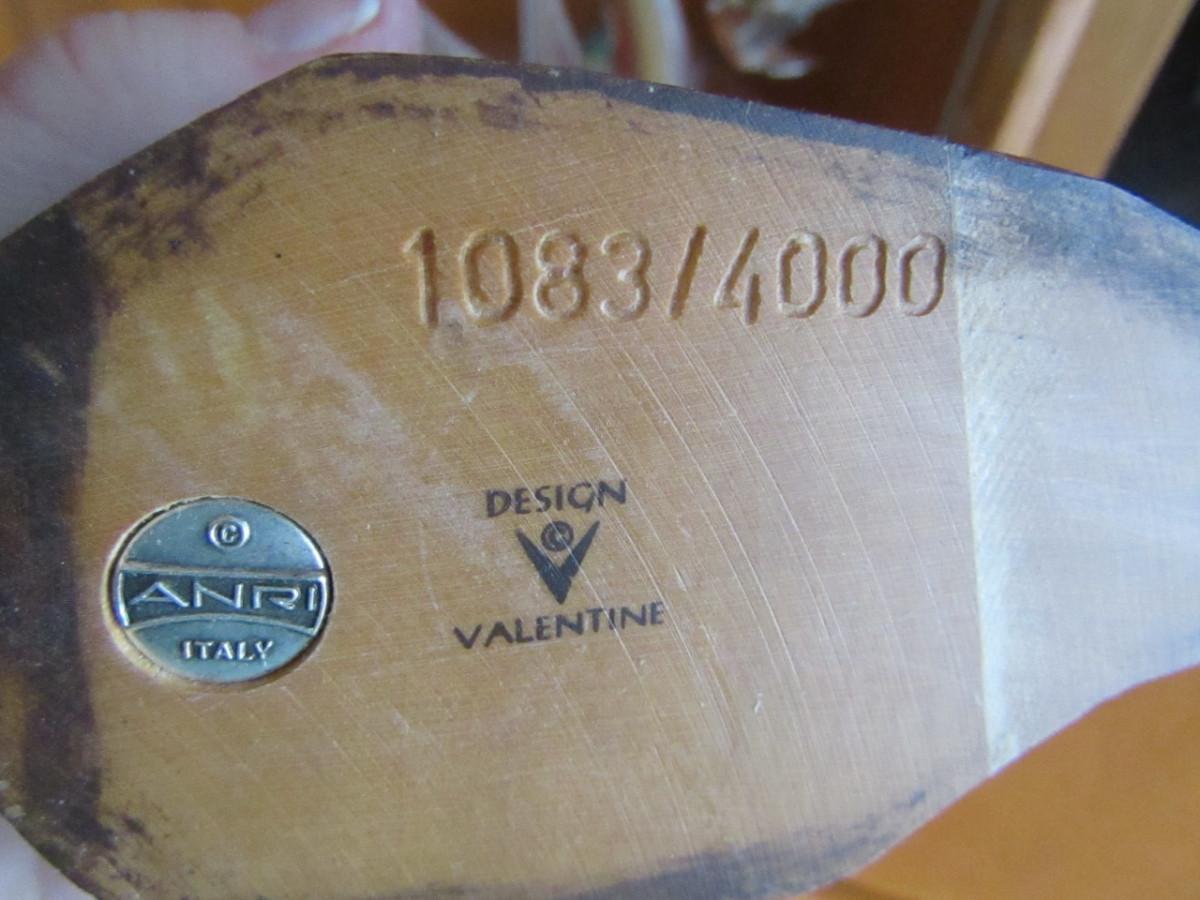 1083/4000
DESIGN
©
VALENTINE
©
ANRI
ITALY